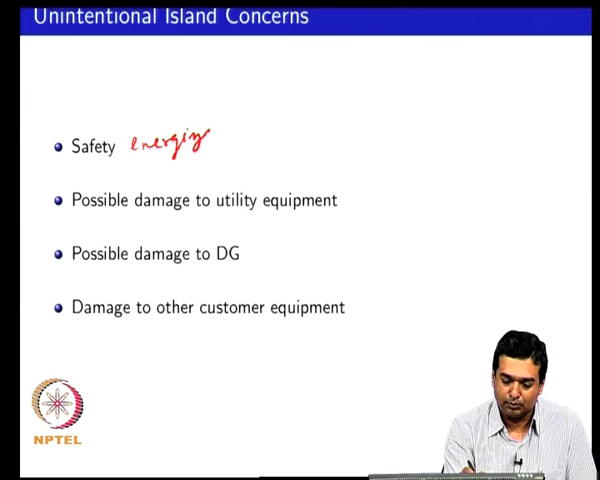 Unintentional Island Concerns
Safety energizing
Possible damage to utility equipment
Possible damage to DG
Damage to other customer equipment
NPTEL